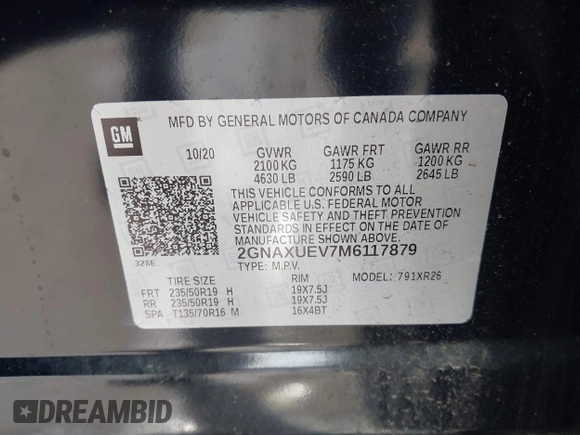 GM
MFD BY GENERAL MOTORS OF CANADA COMPANY
10/20 GVWR GAWR FRT GAWR RR
2100 KG 1175 KG 1200 KG
4630 LB 2590 LB 2645 LB
THIS VEHICLE CONFORMS TO ALL
APPLICABLE U.S. FEDERAL MOTOR
VEHICLE SAFETY AND THEFT PREVENTION
STANDARDS IN EFFECT ON THE DATE OF
MANUFACTURE SHOWN ABOVE.
2GNAXUEV7M6117879
TYPE: M.P.V. MODEL: 791XR26
328E
TIRE SIZE RIM
FRT 235/50R19 H 19X7.5J
RR 235/50R19 H 19X7.5J
SPA T135/70R16 M 16X4BT
DREAMBID